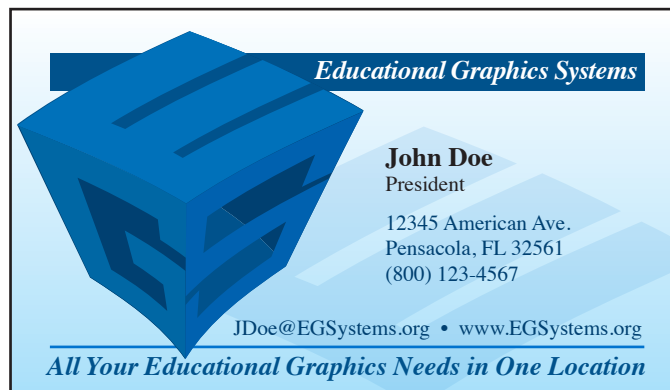 Educational Graphics Systems
John Doe
President
12345 American Ave.
Pensacola, FL 32561
(800) 123-4567
JDoe@EGSystems.org • www.EGSystems.org
All Your Educational Graphics Needs in One Location